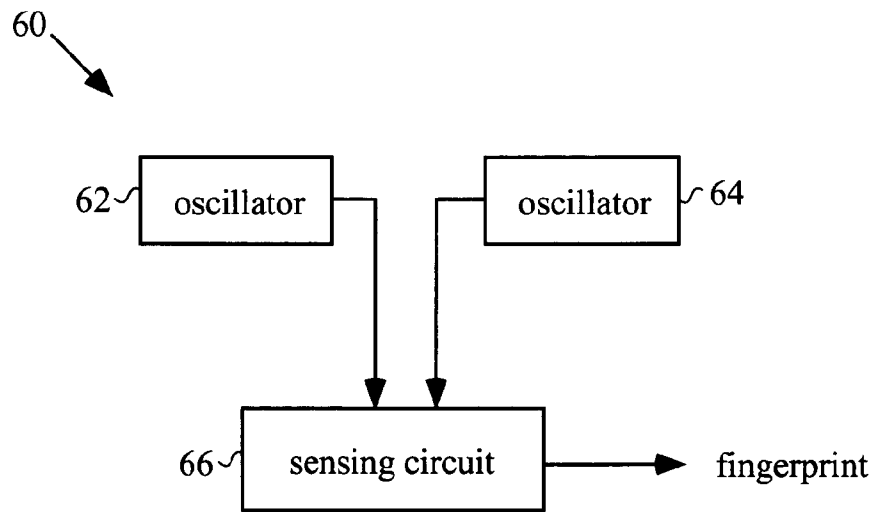 60
62 oscillator
oscillator 64
66 sensing circuit
fingerprint